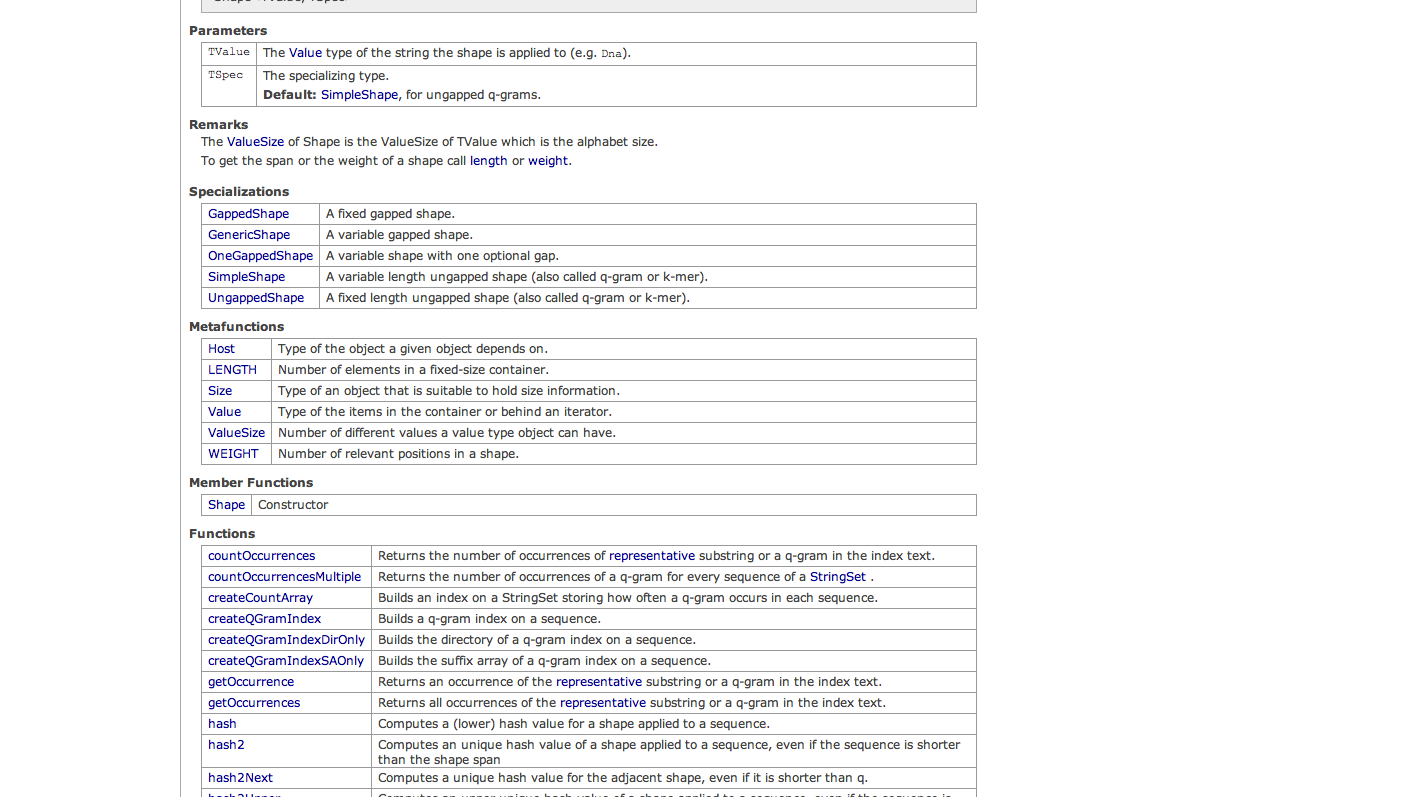 Parameters
TValue The Value type of the string the shape is applied to (e.g. Dna).
TSpec The specializing type.
Default: SimpleShape, for ungapped q-grams.
Remarks
The ValueSize of Shape is the ValueSize of TValue which is the alphabet size.
To get the span or the weight of a shape call length or weight.
Specializations
GappedShape A fixed gapped shape.
GenericShape A variable gapped shape.
OneGappedShape A variable shape with one optional gap.
SimpleShape A variable length ungapped shape (also called q-gram or k-mer).
UngappedShape A fixed length ungapped shape (also called q-gram or k-mer).
Metafunctions
Host Type of the object a given object depends on.
LENGTH Number of elements in a fixed-size container.
Size Type of an object that is suitable to hold size information.
Value Type of the items in the container or behind an iterator.
ValueSize Number of different values a value type object can have.
WEIGHT Number of relevant positions in a shape.
Member Functions
Shape Constructor
Functions
countOccurrences Returns the number of occurrences of representative substring or a q-gram in the index text.
countOccurrencesMultiple Returns the number of occurrences of a q-gram for every sequence of a StringSet .
createCountArray Builds an index on a StringSet storing how often a q-gram occurs in each sequence.
createQGramIndex Builds a q-gram index on a sequence.
createQGramIndexDirOnly Builds the directory of a q-gram index on a sequence.
createQGramIndexSAOnly Builds the suffix array of a q-gram index on a sequence.
getOccurrence Returns an occurrence of the representative substring or a q-gram in the index text.
getOccurrences Returns all occurrences of the representative substring or a q-gram in the index text.
hash Computes a (lower) hash value for a shape applied to a sequence.
hash2 Computes an unique hash value of a shape applied to a sequence, even if the sequence is shorter
than the shape span
hash2Next Computes a unique hash value for the adjacent shape, even if it is shorter than q.